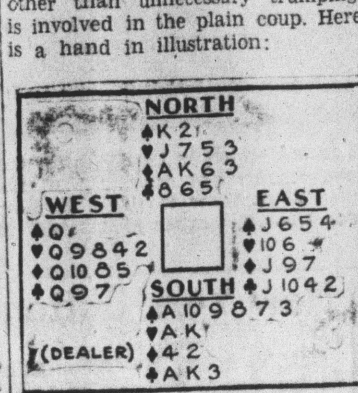 other than unnecessary trumping
is involved in the plain coup. Here
is a hand in illustration:
NORTH
♠K 2
♥J 7 5 3
♦A K 6 3
♣8 6 5
WEST
♠Q
♥Q 9 8 4 2
♦Q 10 8 5
♣Q 9 7
EAST
♠J 6 5 4
♥10 6
♦J 9 7
♣J 10 4 2
SOUTH
♠A 10 9 8 7 3
♥A K
♦4 2
♣A K 3
(DEALER)